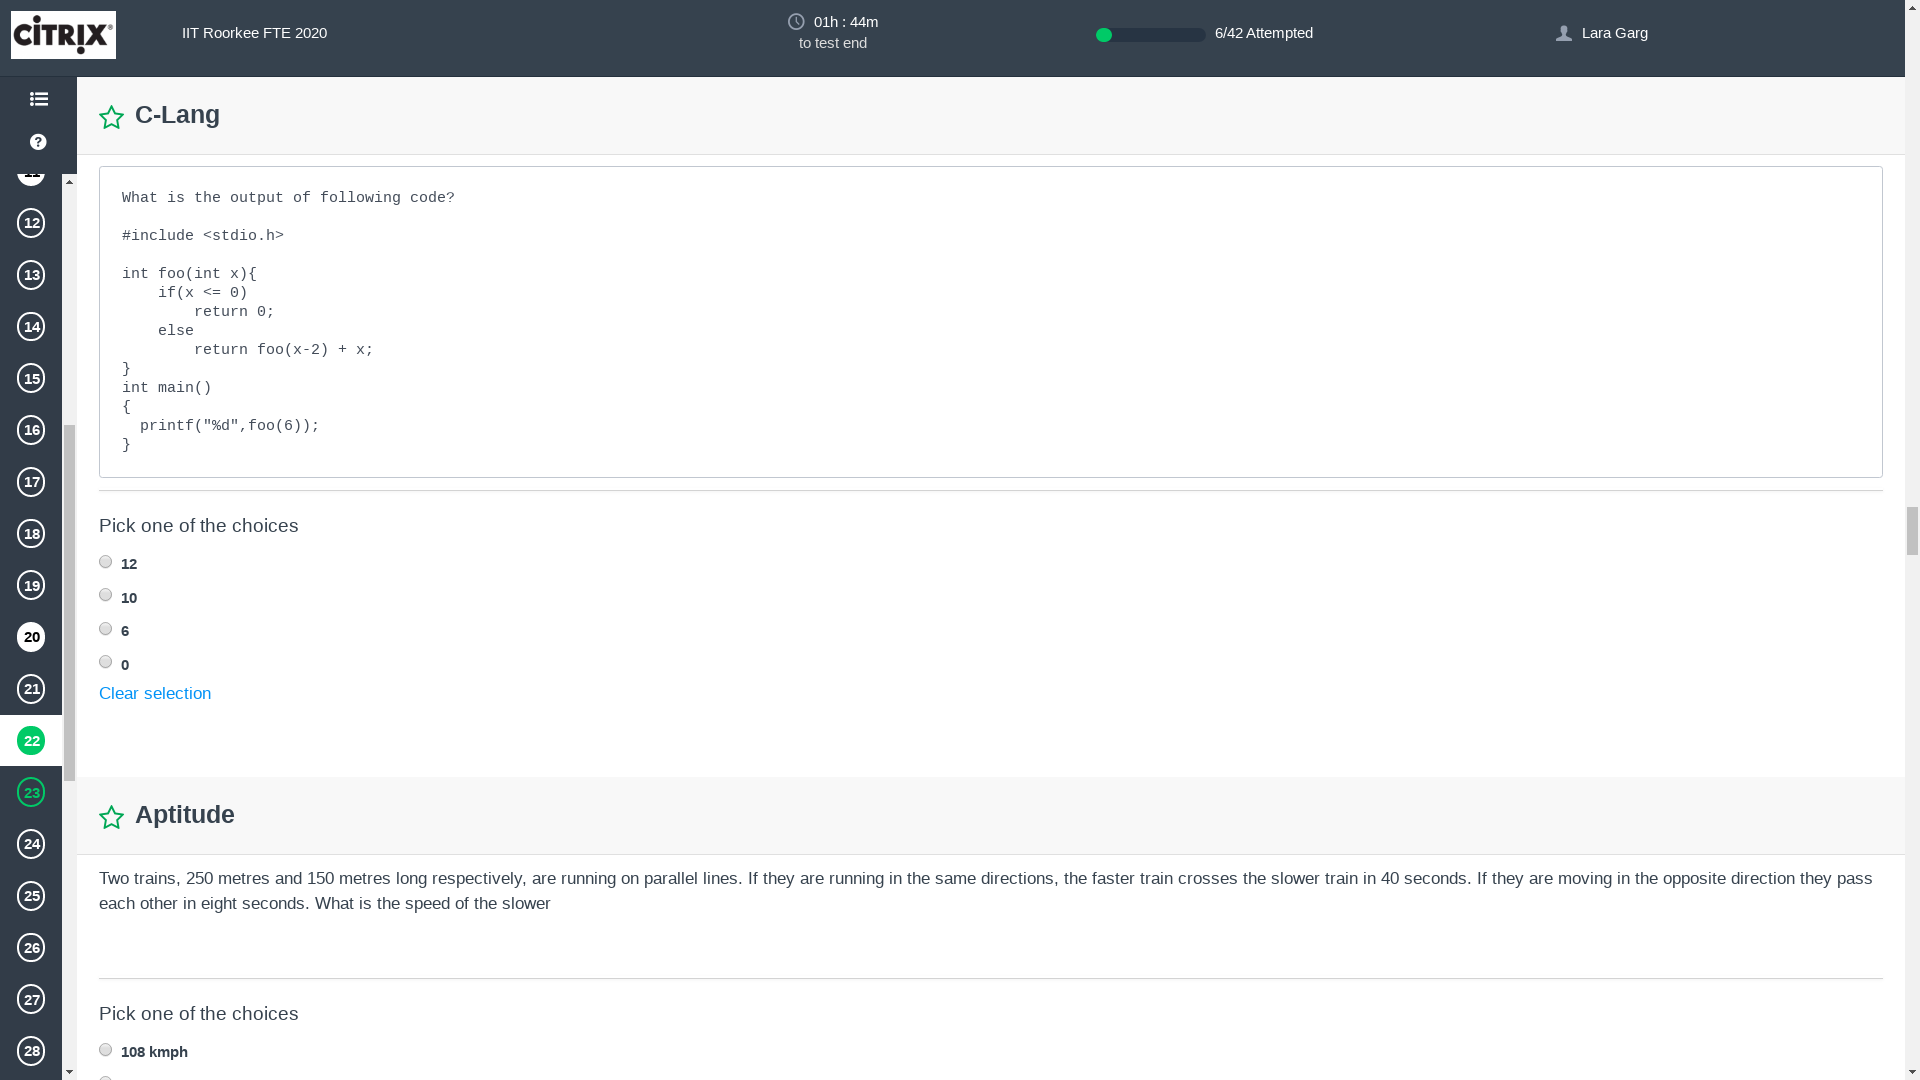 CITRIX®
IIT Roorkee FTE 2020
01h : 44m
to test end
6/42 Attempted
Lara Garg
C-Lang
What is the output of following code?
#include <stdio.h>
int foo(int x){
    if(x <= 0)
        return 0;
    else
        return foo(x-2) + x;
}
int main()
{
  printf("%d",foo(6));
}
Pick one of the choices
12
10
6
0
Clear selection
Aptitude
Two trains, 250 metres and 150 metres long respectively, are running on parallel lines. If they are running in the same directions, the faster train crosses the slower train in 40 seconds. If they are moving in the opposite direction they pass
each other in eight seconds. What is the speed of the slower
Pick one of the choices
108 kmph
12
13
14
15
16
17
18
19
20
21
22
23
24
25
26
27
28